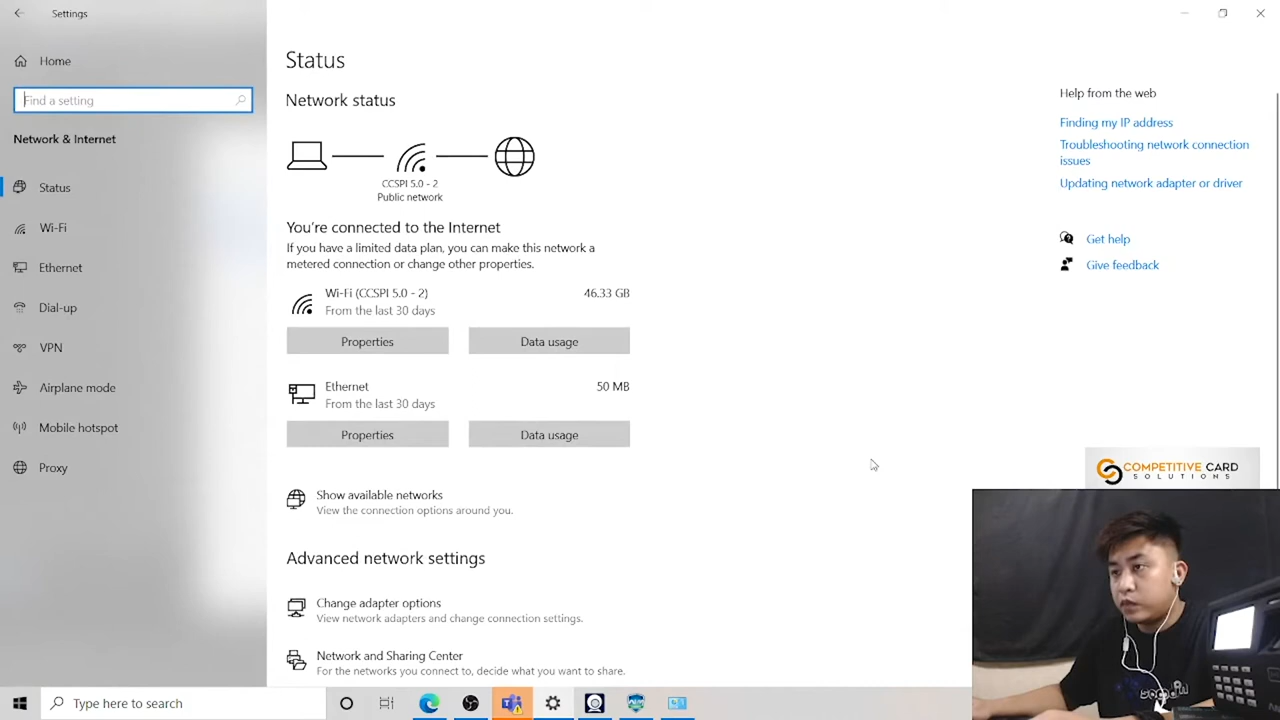 Settings
Home
Find a setting
Network & Internet
Status
Wi-Fi
Ethernet
Dial-up
VPN
Airplane mode
Mobile hotspot
Proxy
Status
Network status
CCSPI 5.0 - 2
Public network
You're connected to the Internet
If you have a limited data plan, you can make this network a
metered connection or change other properties.
Wi-Fi (CCSPI 5.0 - 2)
46.33 GB
From the last 30 days
Properties
Data usage
Ethernet
50 MB
From the last 30 days
Properties
Data usage
Show available networks
View the connection options around you.
Advanced network settings
Change adapter options
View network adapters and change connection settings.
Network and Sharing Center
For the networks you connect to, decide what you want to share.
Help from the web
Finding my IP address
Troubleshooting network connection
issues
Updating network adapter or driver
Get help
Give feedback
COMPETITIVE CARD
SOLUTIONS
Type here to search